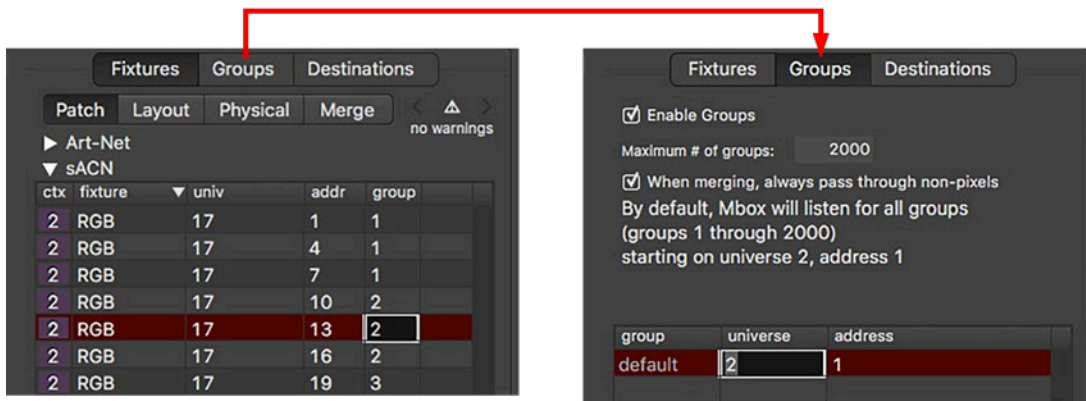 Fixtures Groups Destinations
Patch Layout Physical Merge
no warnings
Art-Net
sACN
ctx fixture univ addr group
2 RGB 17 1 1
2 RGB 17 4 1
2 RGB 17 7 1
2 RGB 17 10 2
2 RGB 17 13 2
2 RGB 17 16 2
2 RGB 17 19 3
Fixtures Groups Destinations
Enable Groups
Maximum # of groups: 2000
When merging, always pass through non-pixels
By default, Mbox will listen for all groups
(groups 1 through 2000)
starting on universe 2, address 1
group universe address
default 2 1